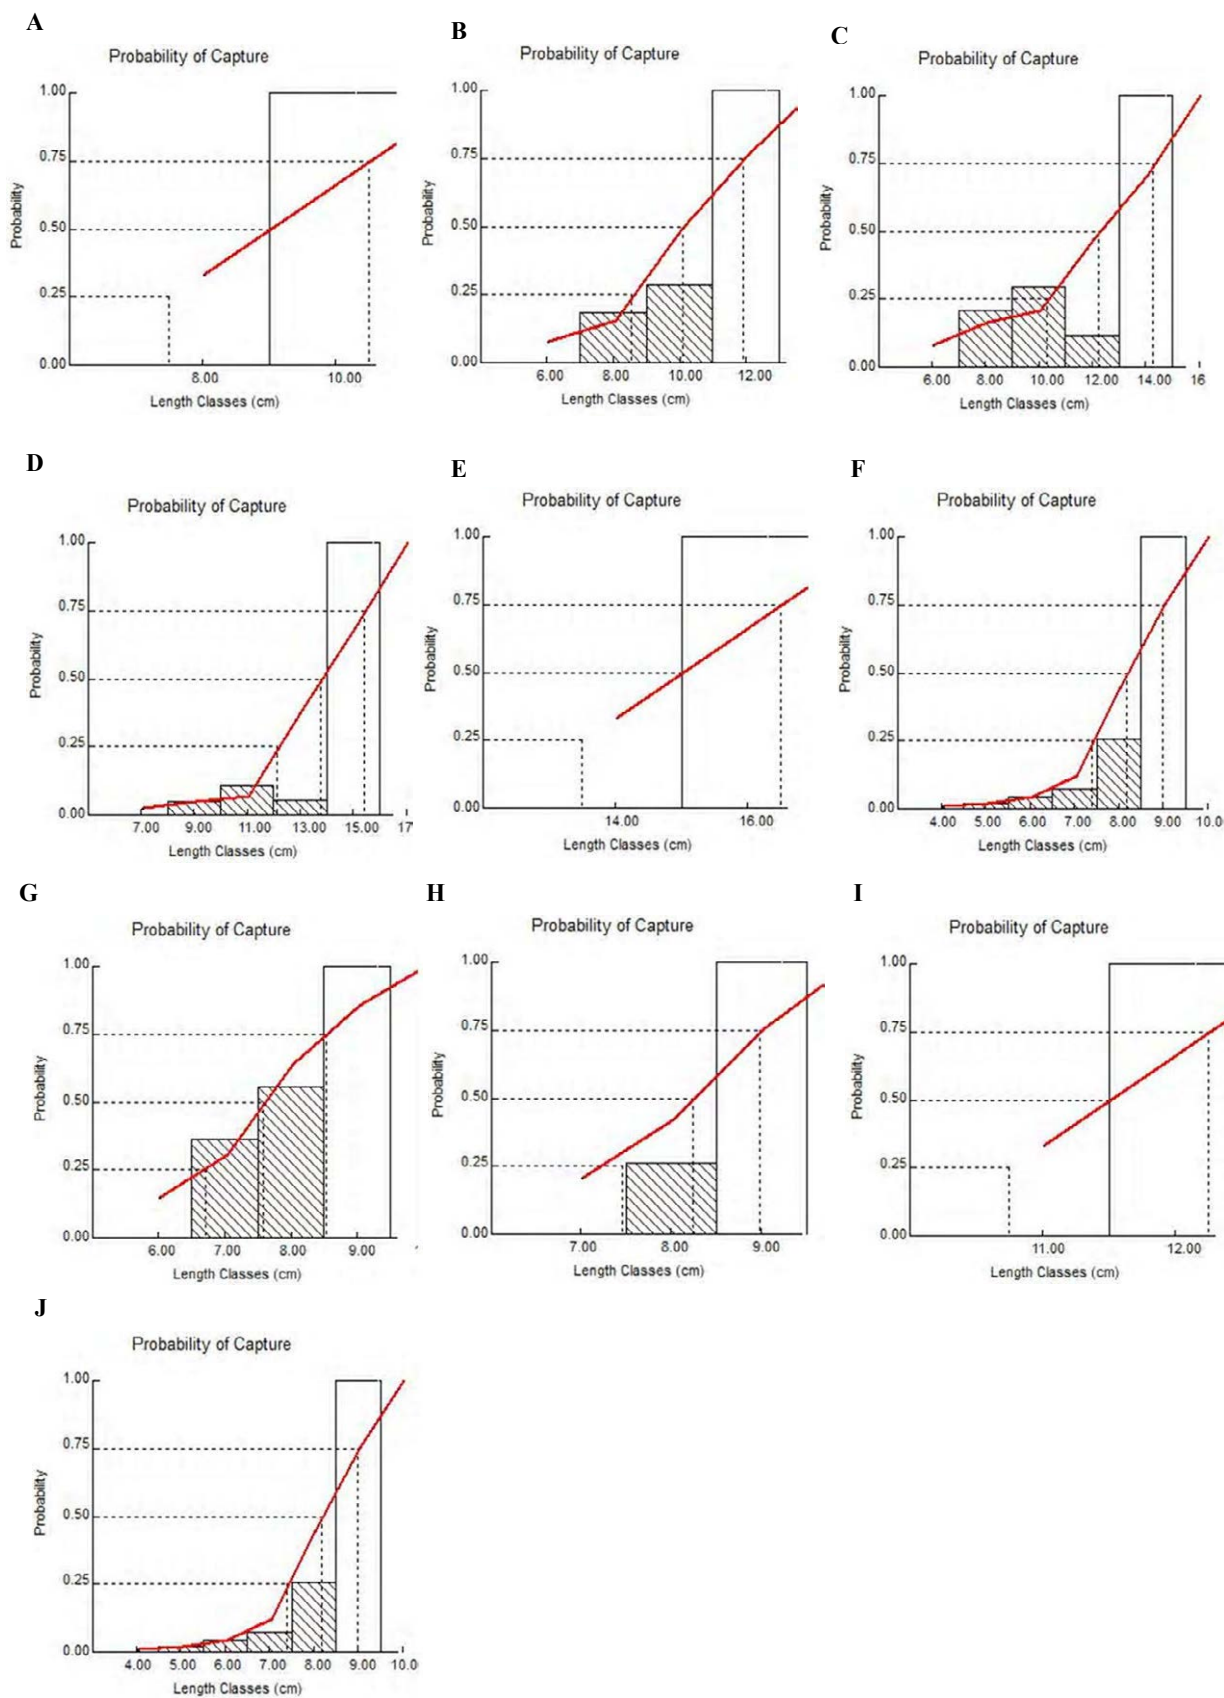 A
Probability of Capture
1.00
0.75
0.50
0.25
0.00
Probability
8.00 10.00
Length Classes (cm)
B
Probability of Capture
1.00
0.75
0.50
0.25
0.00
Probability
6.00 8.00 10.00 12.00
Length Classes (cm)
C
Probability of Capture
1.00
0.75
0.50
0.25
0.00
Probability
6.00 8.00 10.00 12.00 14.00 16
Length Classes (cm)
D
Probability of Capture
1.00
0.75
0.50
0.25
0.00
Probability
7.00 9.00 11.00 13.00 15.00 17
Length Classes (cm)
E
Probability of Capture
1.00
0.75
0.50
0.25
0.00
Probability
14.00 16.00
Length Classes (cm)
F
Probability of Capture
1.00
0.75
0.50
0.25
0.00
Probability
4.00 5.00 6.00 7.00 8.00 9.00 10.0
Length Classes (cm)
G
Probability of Capture
1.00
0.75
0.50
0.25
0.00
Probability
6.00 7.00 8.00 9.00
Length Classes (cm)
H
Probability of Capture
1.00
0.75
0.50
0.25
0.00
Probability
7.00 8.00 9.00
Length Classes (cm)
I
Probability of Capture
1.00
0.75
0.50
0.25
0.00
Probability
11.00 12.00
Length Classes (cm)
J
Probability of Capture
1.00
0.75
0.50
0.25
0.00
Probability
4.00 5.00 6.00 7.00 8.00 9.00 10.0
Length Classes (cm)